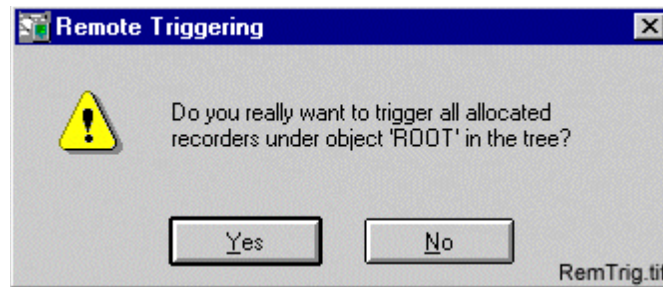 Remote Triggering
Do you really want to trigger all allocated
recorders under object 'ROOT' in the tree?
Yes No
RemTrig.tif